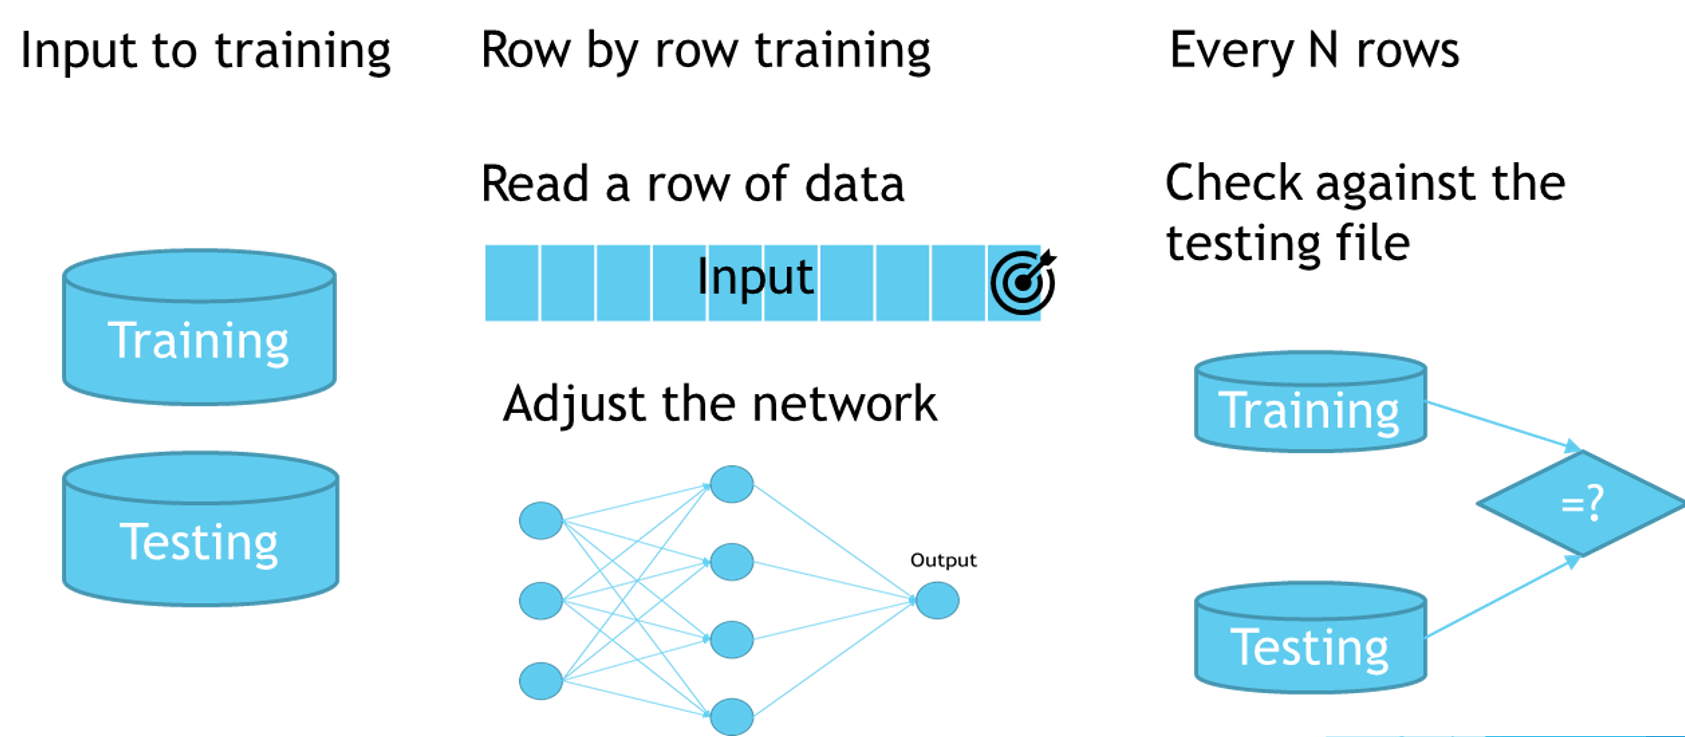 Input to training
Training
Testing
Row by row training
Read a row of data
Input
Adjust the network
Output
Every N rows
Check against the
testing file
Training
=?
Testing